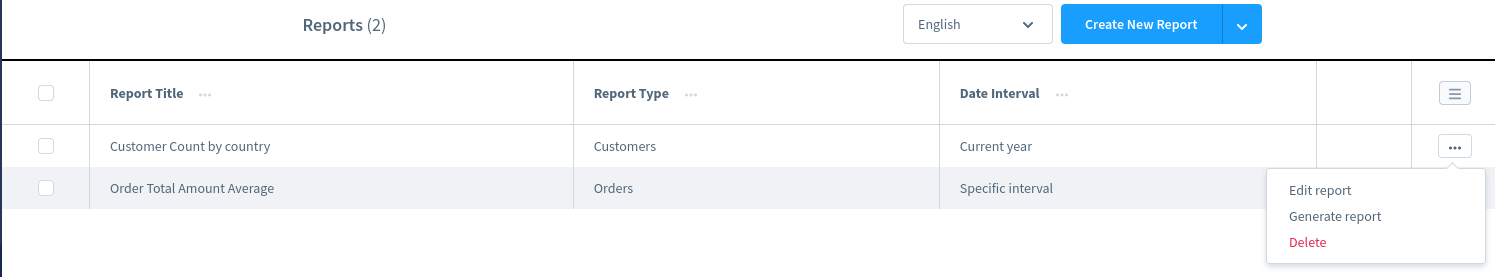 Reports (2)
English
Create New Report
Report Title
Report Type
Date Interval
Customer Count by country
Customers
Current year
Order Total Amount Average
Orders
Specific interval
Edit report
Generate report
Delete